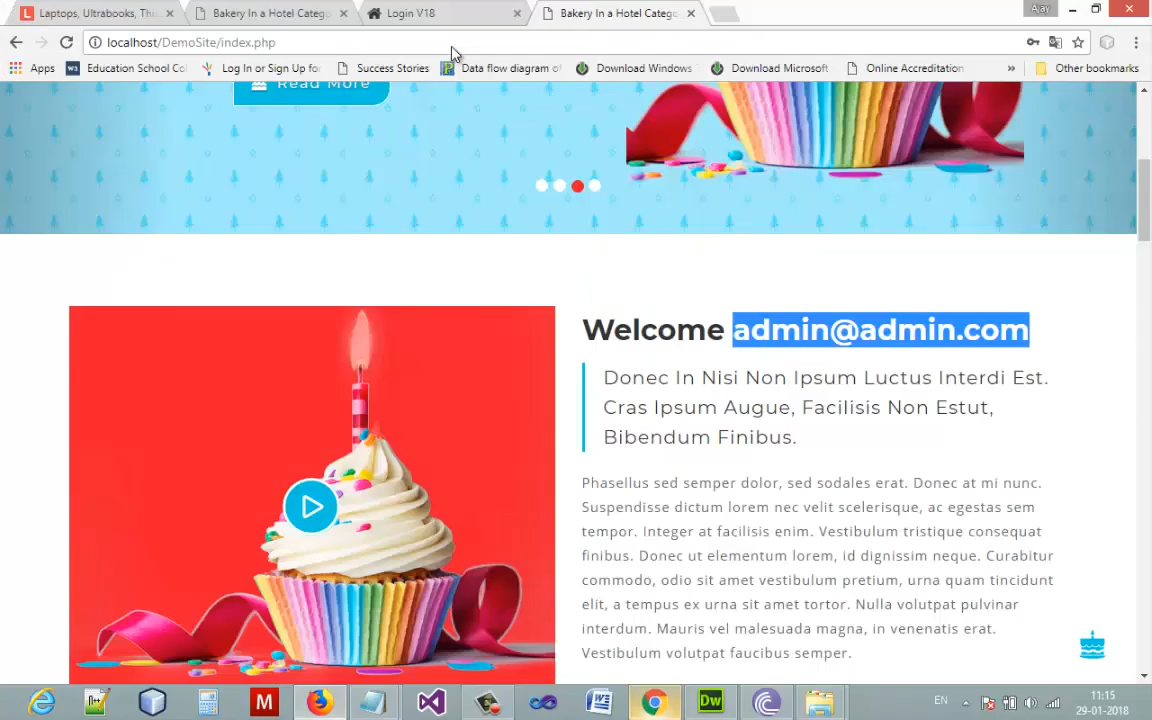 Laptops, Ultrabooks, Thi
Bakery In a Hotel Catego
Login V18
Bakery In a Hotel Catego
Ajay
localhost/DemoSite/index.php
Apps
Education School Co
Log In or Sign Up fo
Success Stories
Data flow diagram o
Download Windows
Download Microsoft
Online Accreditation
»
Other bookmarks
Read More
Welcome admin@admin.com
Donec In Nisi Non Ipsum Luctus Interdi Est.
Cras Ipsum Augue, Facilisis Non Estut,
Bibendum Finibus.
Phasellus sed semper dolor, sed sodales erat. Donec at mi nunc.
Suspendisse dictum lorem nec velit scelerisque, ac egestas sem
tempor. Integer at facilisis enim. Vestibulum tristique consequat
finibus. Donec ut elementum lorem, id dignissim neque. Curabitur
commodo, odio sit amet vestibulum pretium, urna quam tincidunt
elit, a tempus ex urna sit amet tortor. Nulla volutpat pulvinar
interdum. Mauris vel malesuada magna, in venenatis erat.
Vestibulum volutpat faucibus semper.
Dw
EN
11:15
29-01-2018